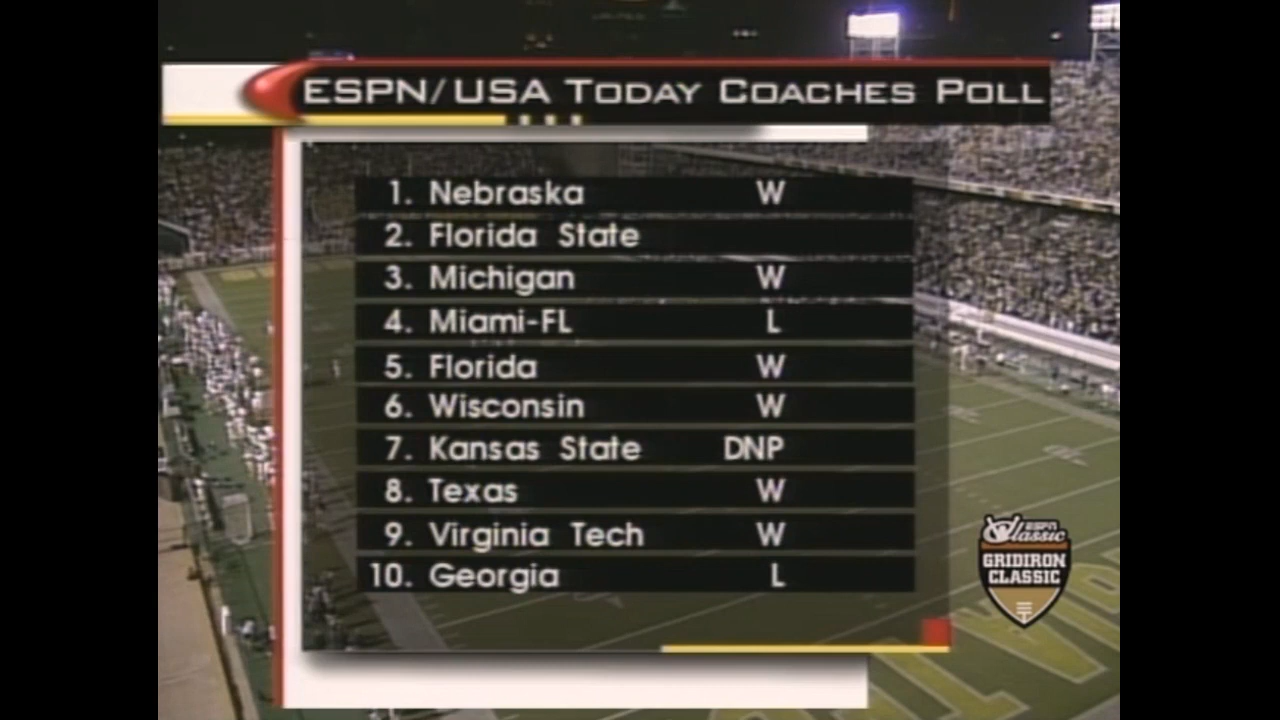 ESPN/USA TODAY COACHES POLL
1. Nebraska W
2. Florida State
3. Michigan W
4. Miami-FL L
5. Florida W
6. Wisconsin W
7. Kansas State DNP
8. Texas W
9. Virginia Tech W
10. Georgia L
ESPN
Classic
GRIDIRON
CLASSIC